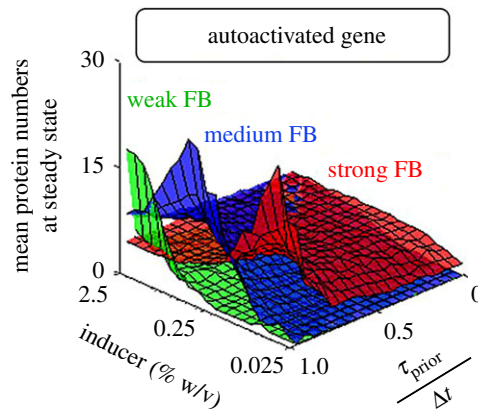 autoactivated gene
30
15
0
mean protein numbers
at steady state
weak FB
medium FB
strong FB
2.5
0.25
0.025
inducer (% w/v)
1.0
0.5
0
τprior
Δt